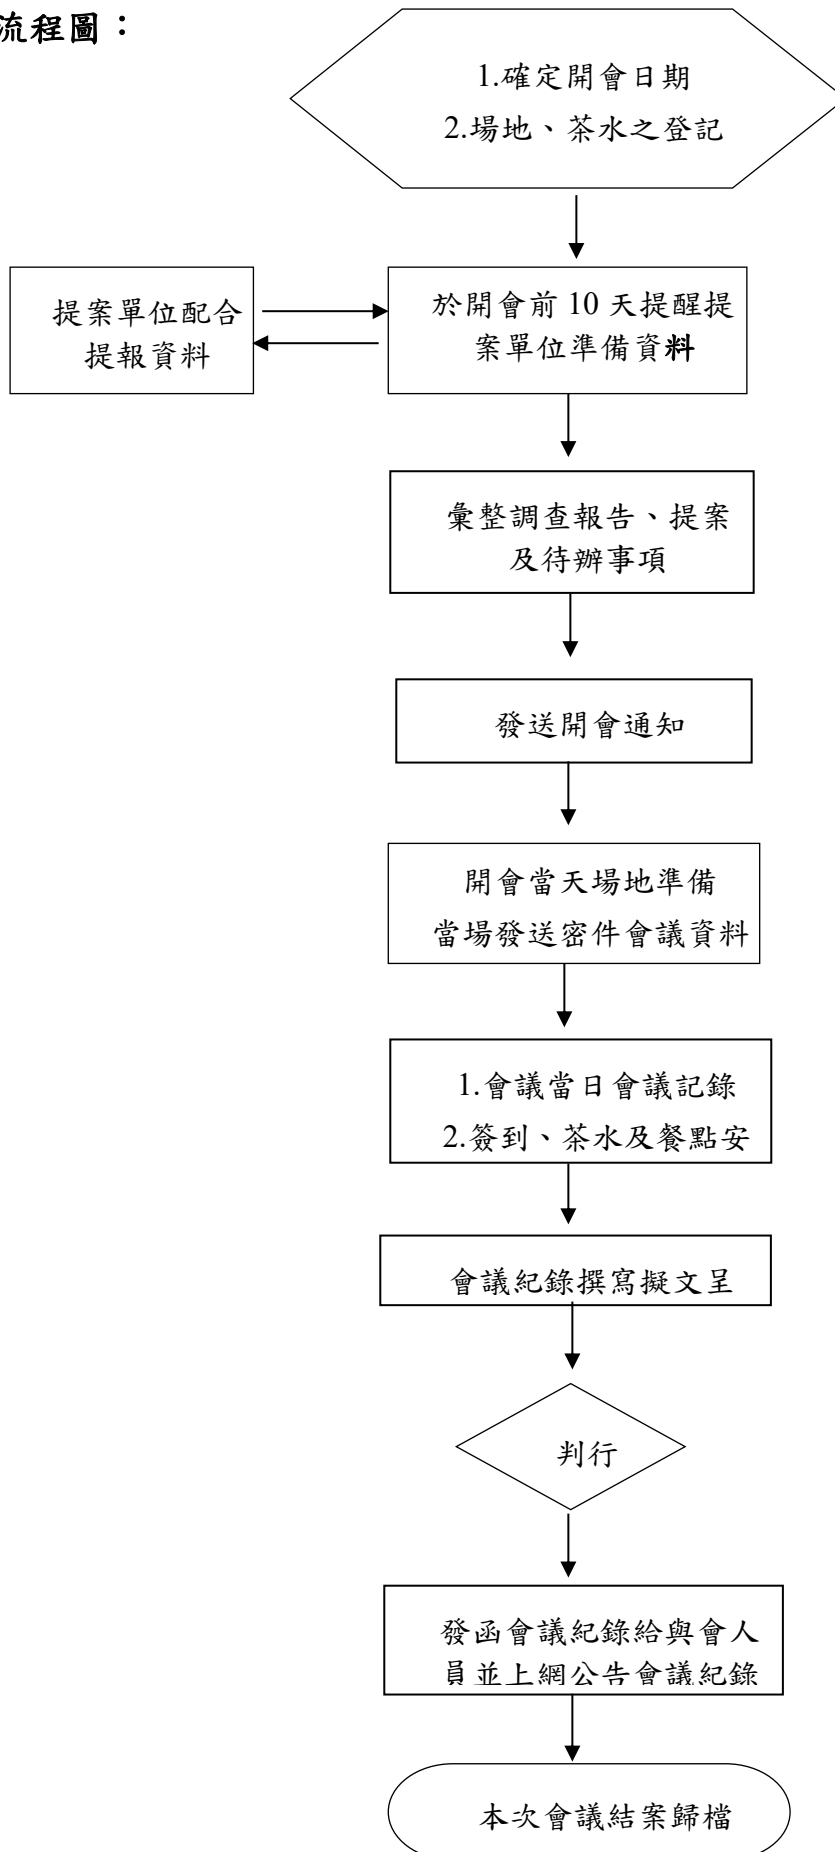 流程圖：
1.確定開會日期
2.場地、茶水之登記
提案單位配合
提報資料
於開會前 10 天提醒提
案單位準備資料
彙整調查報告、提案
及待辦事項
發送開會通知
開會當天場地準備
當場發送密件會議資料
1.會議當日會議記錄
2.簽到、茶水及餐點安
會議紀錄撰寫擬文呈
判行
發函會議紀錄給與會人
員並上網公告會議紀錄
本次會議結案歸檔